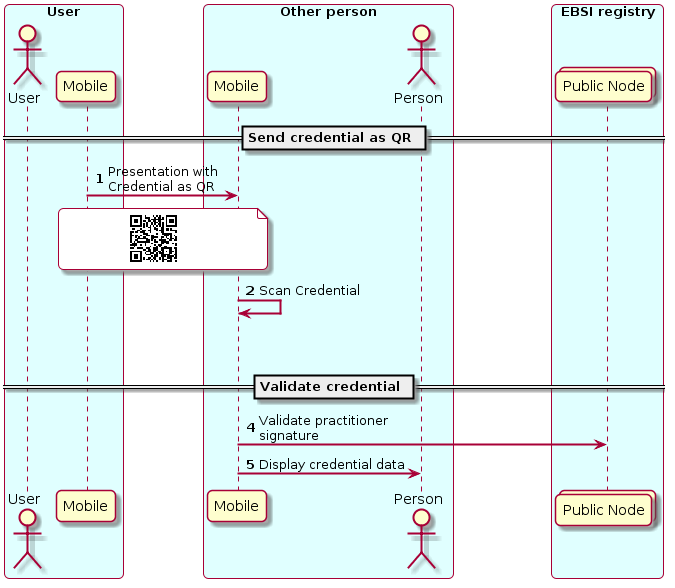 User
Other person
EBSI registry
User
Mobile
Mobile
Person
Public Node
Send credential as QR
1 Presentation with
Credential as QR
2 Scan Credential
Validate credential
4 Validate practitioner
signature
5 Display credential data
User
Mobile
Mobile
Person
Public Node